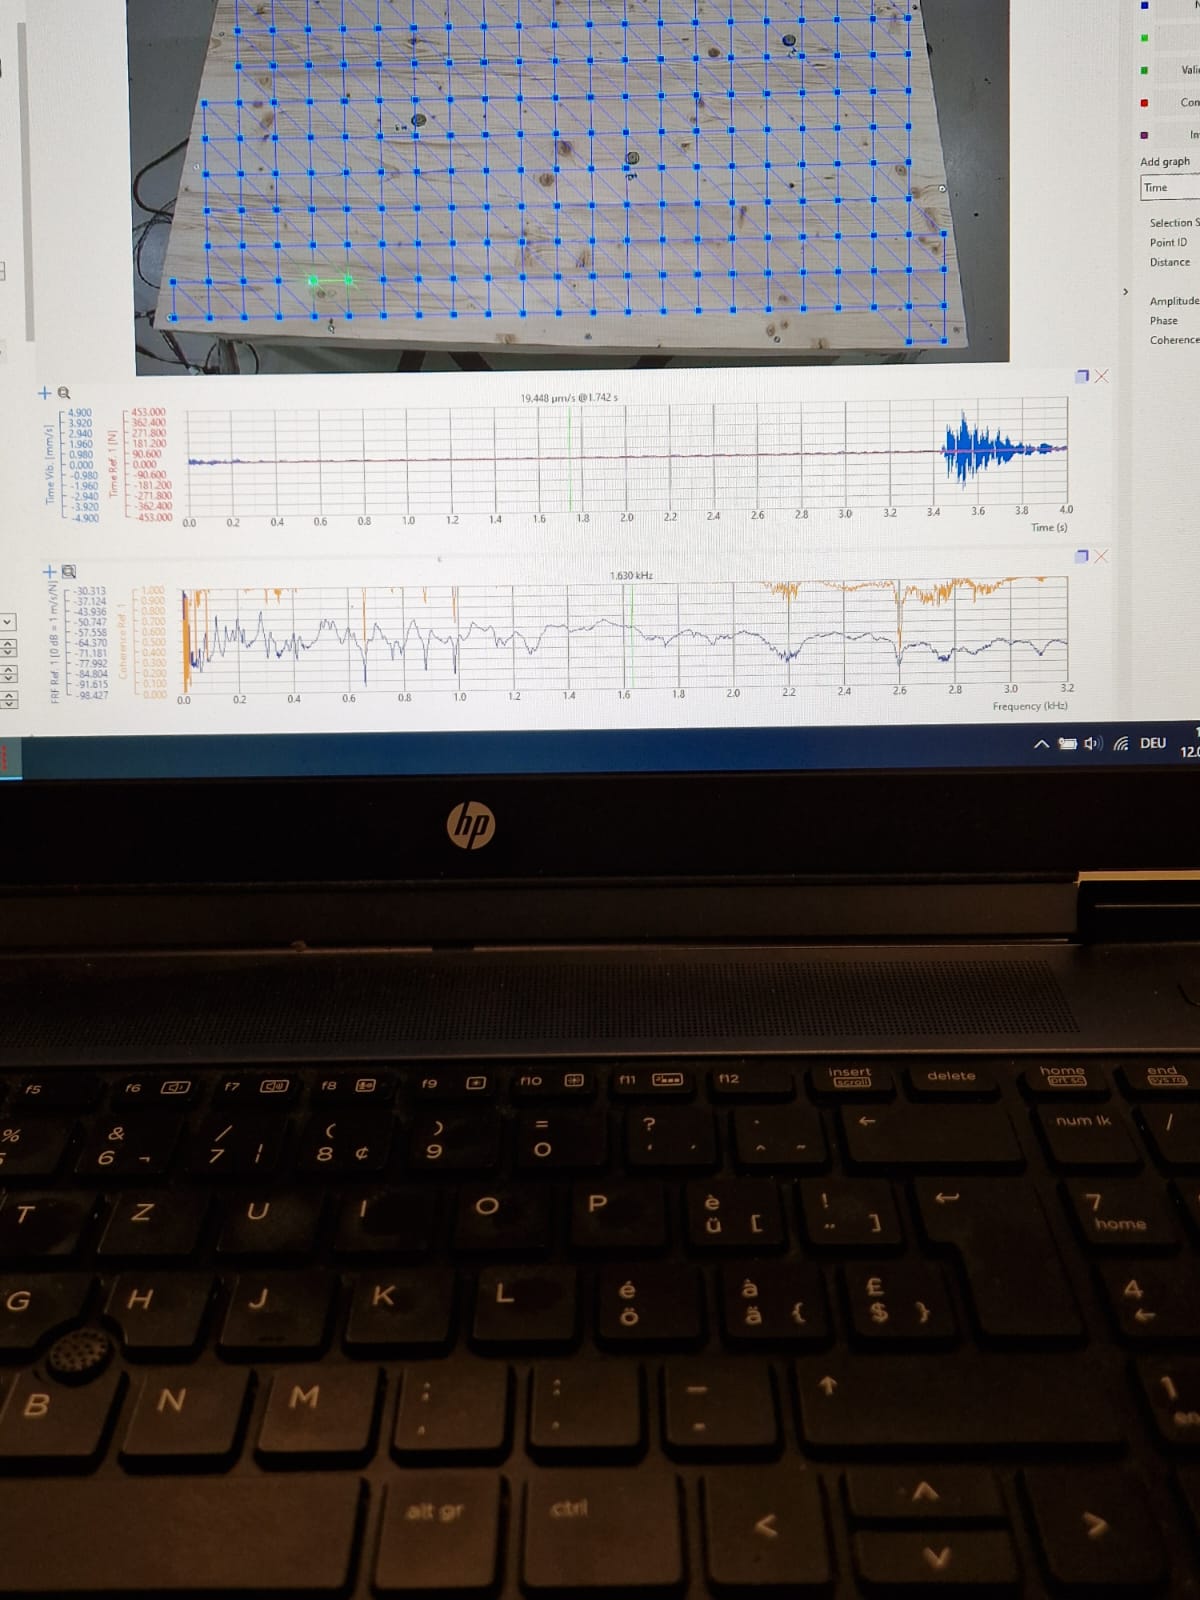 Vali
Con
Im
Add graph
Time
Selection S
Point ID
Distance
Amplitude
Phase
Coherence
19.448 µm/s @ 1.742 s
Time Vib. [mm/s]
4.900
3.920
2.940
1.960
0.980
0.000
-0.980
-1.960
-2.940
-3.920
-4.900
Time Ref. 1 [N]
453.000
362.400
271.800
181.200
90.600
0.000
-90.600
-181.200
-271.800
-362.400
-453.000
0.0 0.2 0.4 0.6 0.8 1.0 1.2 1.4 1.6 1.8 2.0 2.2 2.4 2.6 2.8 3.0 3.2 3.4 3.6 3.8 4.0
Time (s)
1.630 kHz
FRF Ref. 1 [0 dB = 1 m/s/N]
-30.313
-37.124
-43.936
-50.747
-57.558
-64.370
-71.181
-77.992
-84.804
-91.615
-98.427
Coherence Ref. 1
1.000
0.900
0.800
0.700
0.600
0.500
0.400
0.300
0.200
0.100
0.000
0.0 0.2 0.4 0.6 0.8 1.0 1.2 1.4 1.6 1.8 2.0 2.2 2.4 2.6 2.8 3.0 3.2
Frequency (kHz)
DEU
12.0
hp
f5 f6 f7 f8 f9 f10 f11 f12 insert delete home end
scroll prt sc sys rq
% & / ( ) = ?
6 ¬ 7 ¦ 8 ¢ 9 0 ' ´ ^ ~ ← num lk /
T Z U I O P è ü [ ! ¨ ] 7 home
G H J K L é ö à ä { £ $ } 4 ←
B N M ; , : . _ - ↑ 1
alt gr ctrl < ^ v >